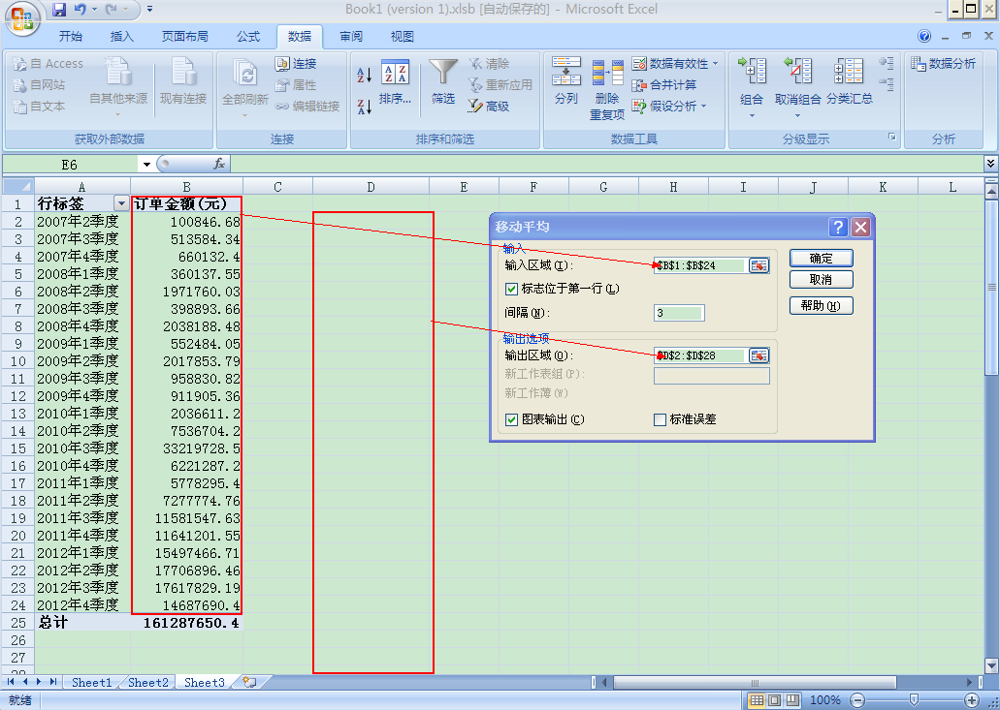 Book1 (version 1).xlsb [自动保存的] - Microsoft Excel
开始 插入 页面布局 公式 数据 审阅 视图
自 Access
自网站
自文本
自其他来源
现有连接
获取外部数据
全部刷新
连接
属性
编辑链接
连接
排序...
筛选
清除
重新应用
高级
排序和筛选
分列
删除
重复项
数据有效性
合并计算
假设分析
数据工具
组合
取消组合
分类汇总
分级显示
数据分析
分析
E6 fx
A B C D E F G H I J K L
1 行标签 订单金额(元)
2 2007年2季度 100846.68
3 2007年3季度 513584.34
4 2007年4季度 660132.4
5 2008年1季度 360137.55
6 2008年2季度 1971760.03
7 2008年3季度 398893.66
8 2008年4季度 2038188.48
9 2009年1季度 552484.05
10 2009年2季度 2017853.79
11 2009年3季度 958830.82
12 2009年4季度 911905.36
13 2010年1季度 2036611.2
14 2010年2季度 7536704.2
15 2010年3季度 33219728.5
16 2010年4季度 6221287.2
17 2011年1季度 5778295.4
18 2011年2季度 7277774.76
19 2011年3季度 11581547.63
20 2011年4季度 11641201.55
21 2012年1季度 15497466.71
22 2012年2季度 17706896.46
23 2012年3季度 17617829.19
24 2012年4季度 14687690.4
25 总计 161287650.4
26
27
28
移动平均
输入
输入区域(I): $B$1:$B$24
标志位于第一行(L)
间隔(N): 3
输出选项
输出区域(O): $D$2:$D$28
新工作表组(P):
新工作薄(W)
图表输出(C) 标准误差
确定
取消
帮助(H)
Sheet1 Sheet2 Sheet3
就绪 100%